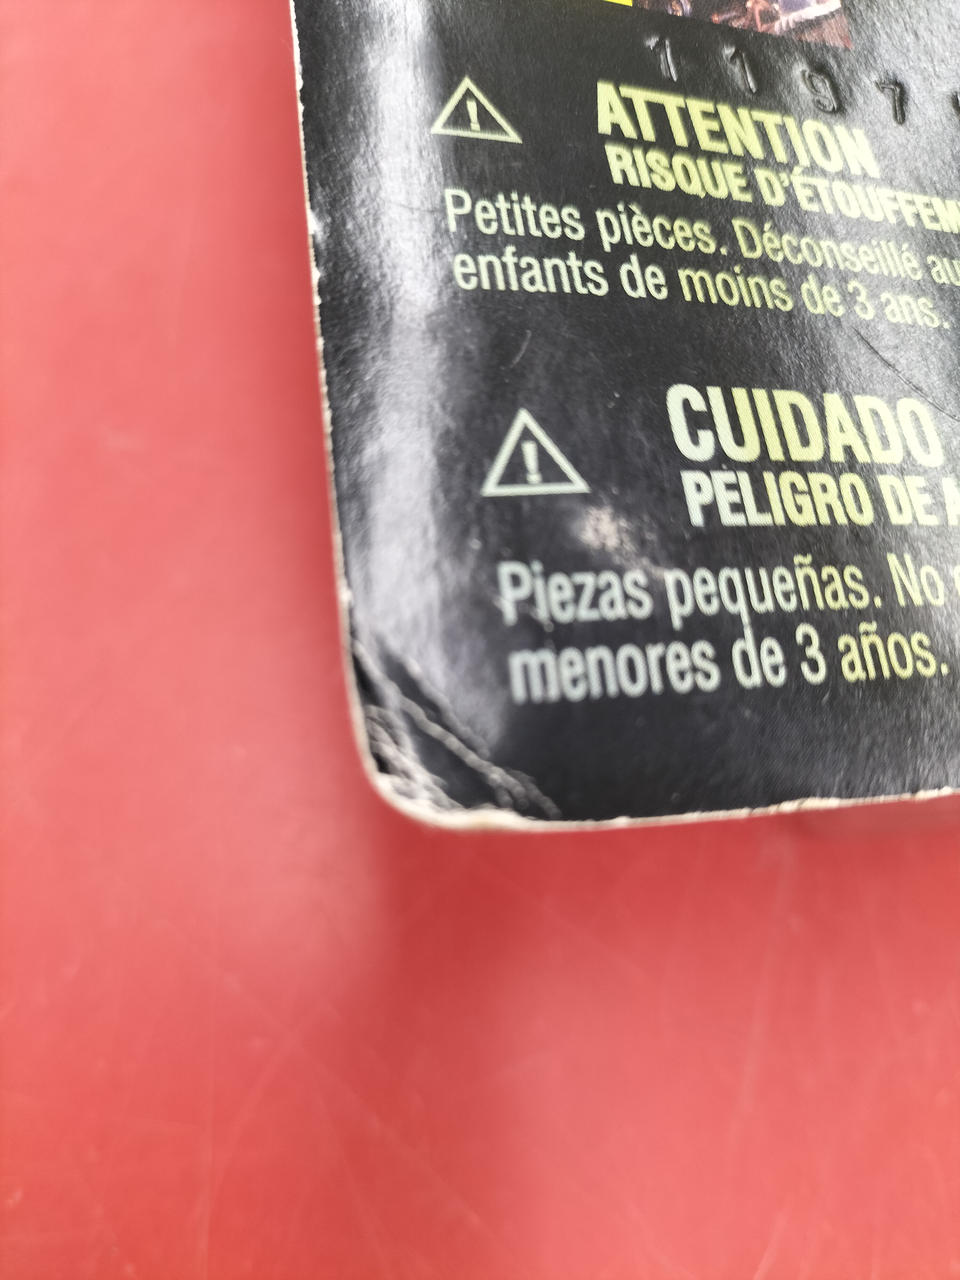 1 1 9 7
ATTENTION
RISQUE D'ÉTOUFFEM
Petites pièces. Déconseillé au
enfants de moins de 3 ans.
CUIDADO
PELIGRO DE A
Piezas pequeñas. No
menores de 3 años.